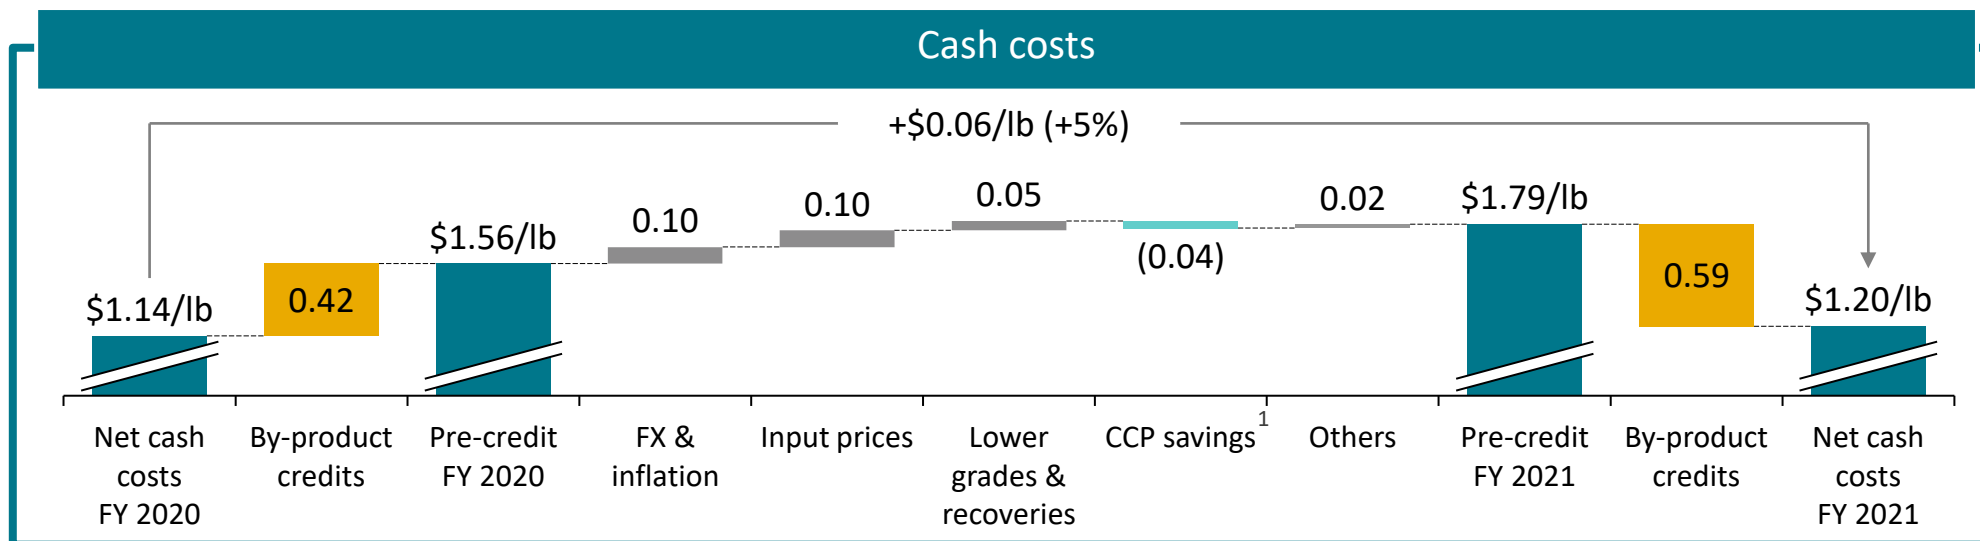 Cash costs
+$0.06/lb (+5%)
$1.14/lb
0.42
$1.56/lb
0.10
0.10
0.05
(0.04)
0.02
$1.79/lb
0.59
$1.20/lb
Net cash
costs
FY 2020
By-product
credits
Pre-credit
FY 2020
FX &
inflation
Input prices
Lower
grades &
recoveries
CCP savings1
Others
Pre-credit
FY 2021
By-product
credits
Net cash
costs
FY 2021